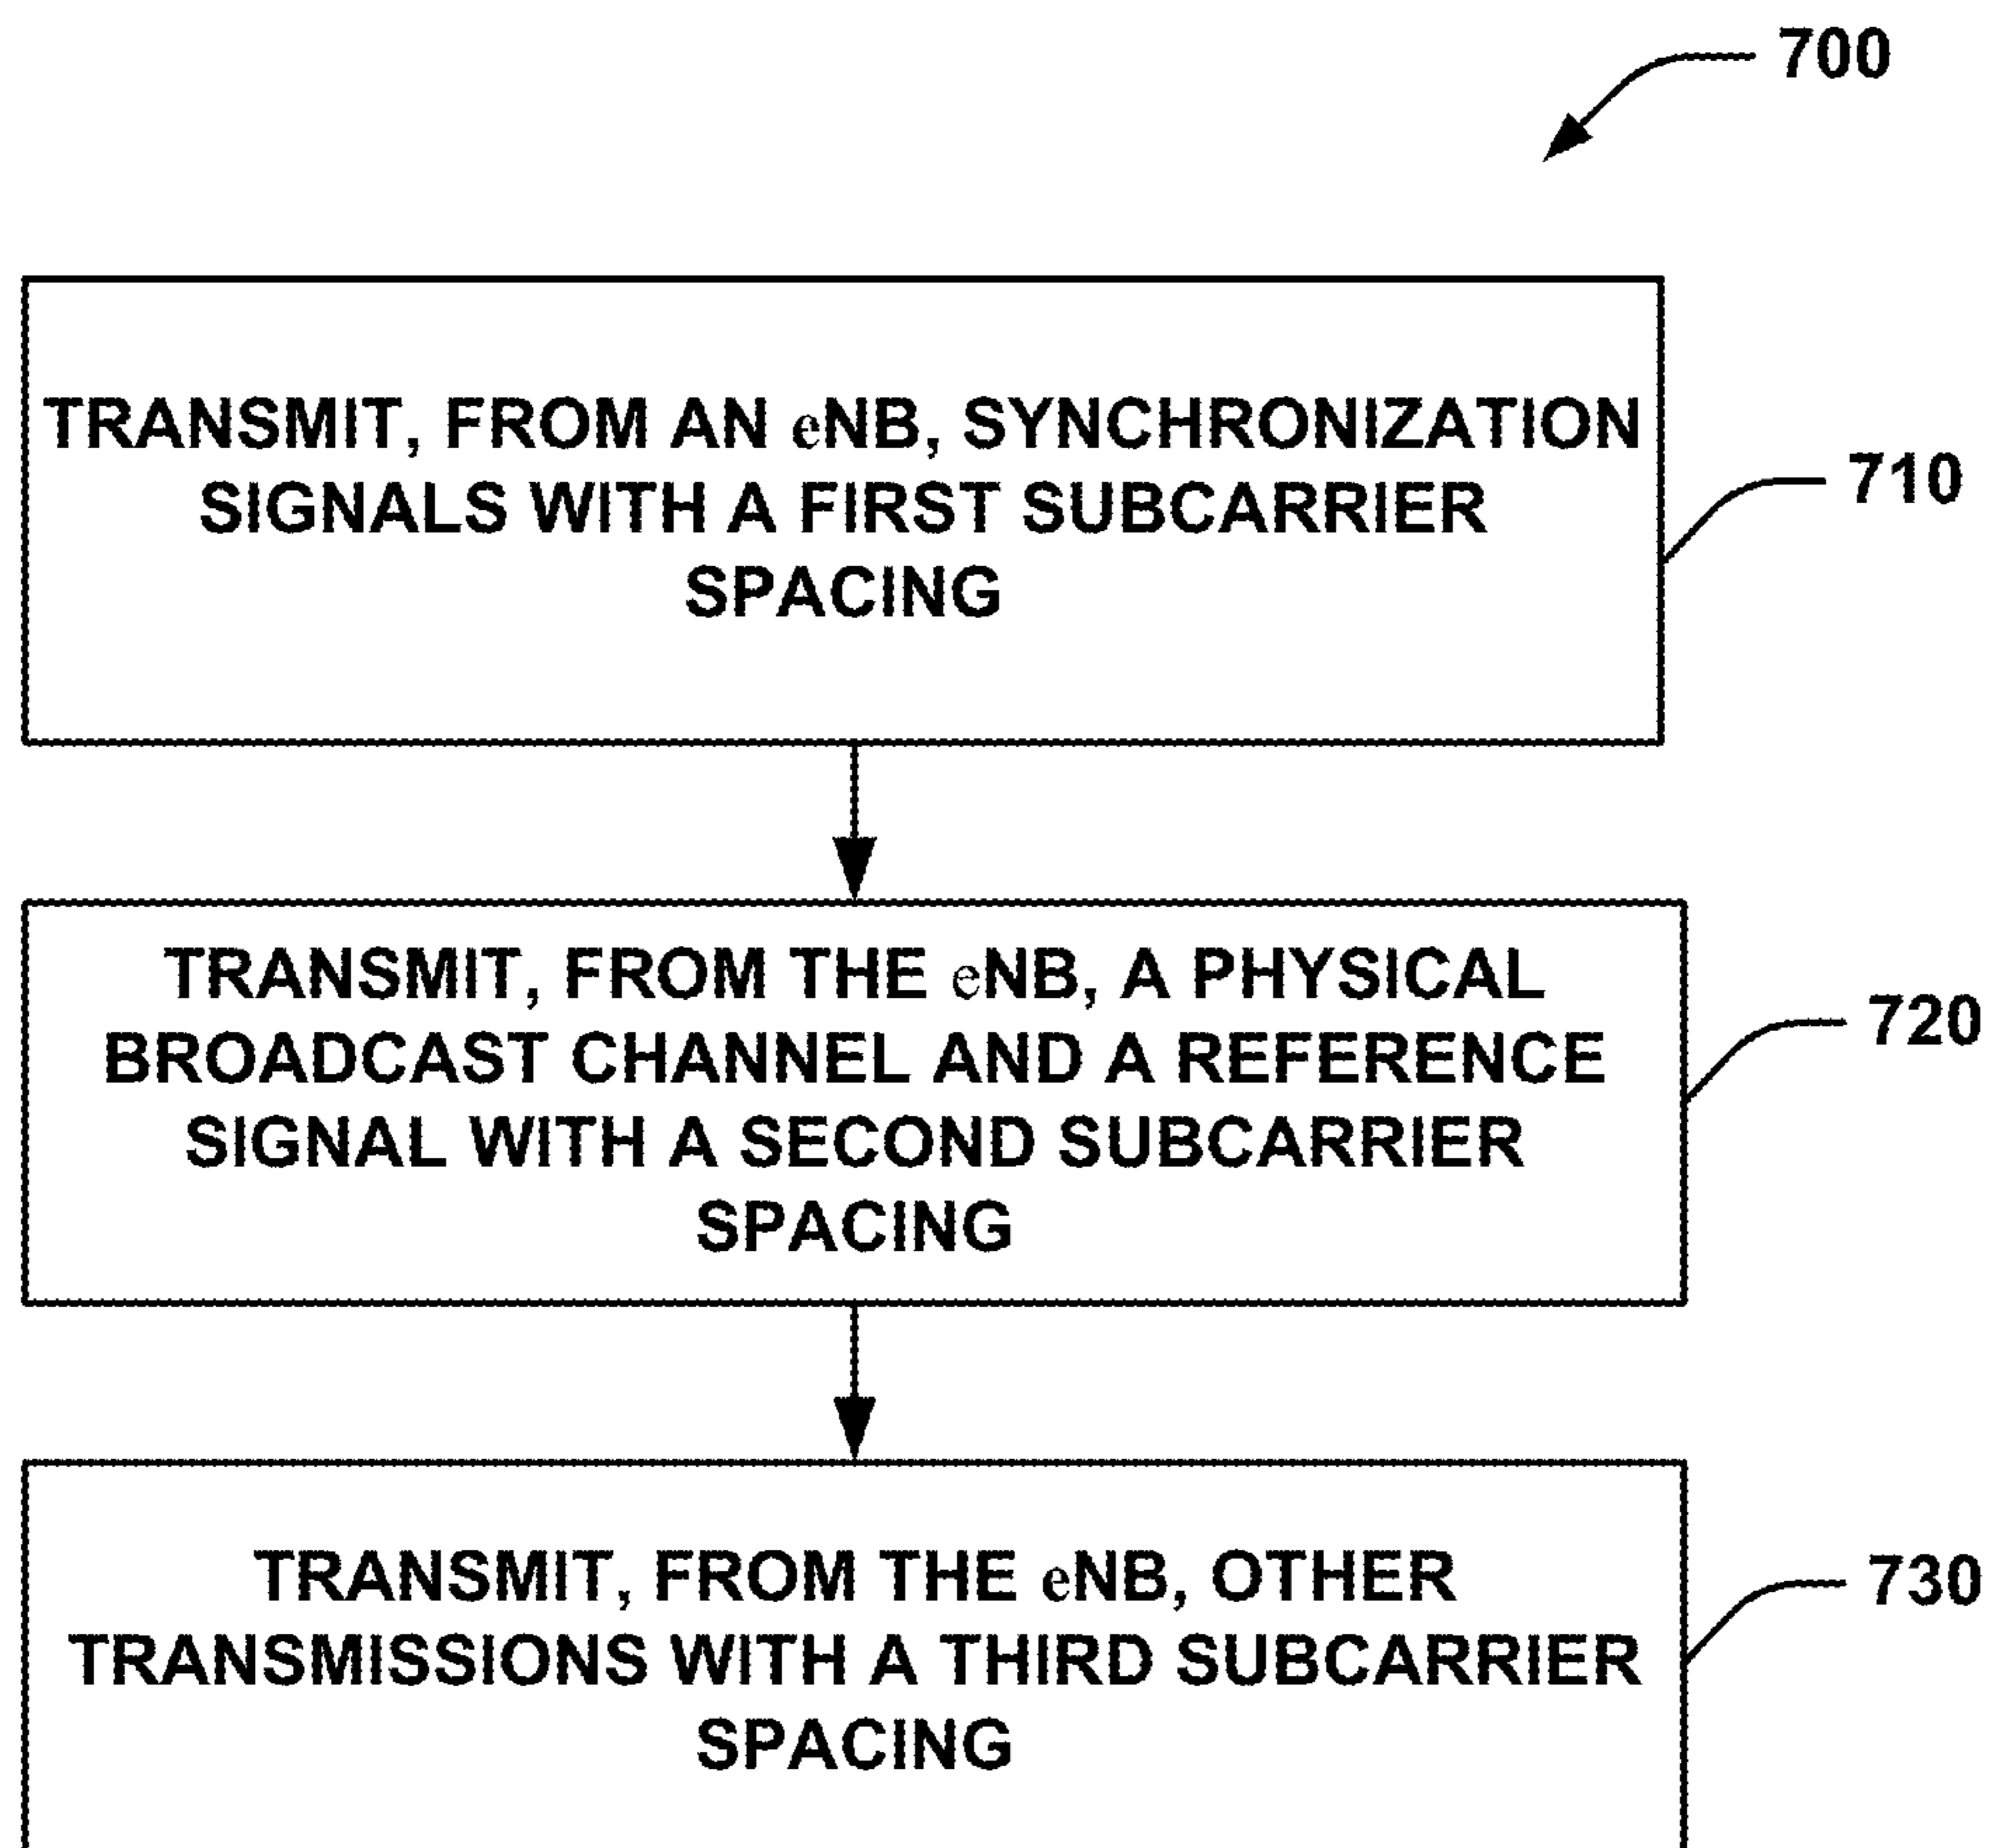 700
TRANSMIT, FROM AN eNB, SYNCHRONIZATION
SIGNALS WITH A FIRST SUBCARRIER
SPACING
710
TRANSMIT, FROM THE eNB, A PHYSICAL
BROADCAST CHANNEL AND A REFERENCE
SIGNAL WITH A SECOND SUBCARRIER
SPACING
720
TRANSMIT, FROM THE eNB, OTHER
TRANSMISSIONS WITH A THIRD SUBCARRIER
SPACING
730